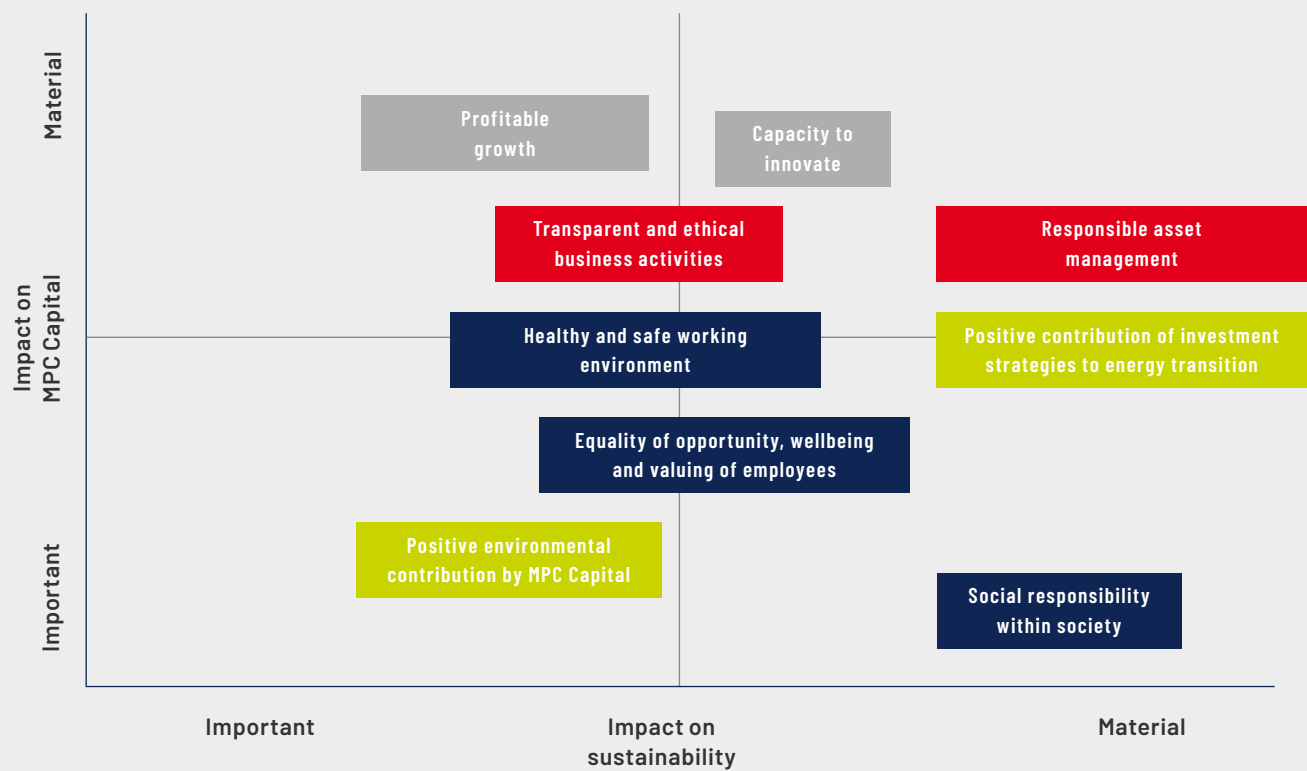 Material
Impact on
MPC Capital
Important
Profitable
growth
Capacity to
innovate
Transparent and ethical
business activities
Responsible asset
management
Healthy and safe working
environment
Positive contribution of investment
strategies to energy transition
Equality of opportunity, wellbeing
and valuing of employees
Positive environmental
contribution by MPC Capital
Social responsibility
within society
Important
Impact on
sustainability
Material